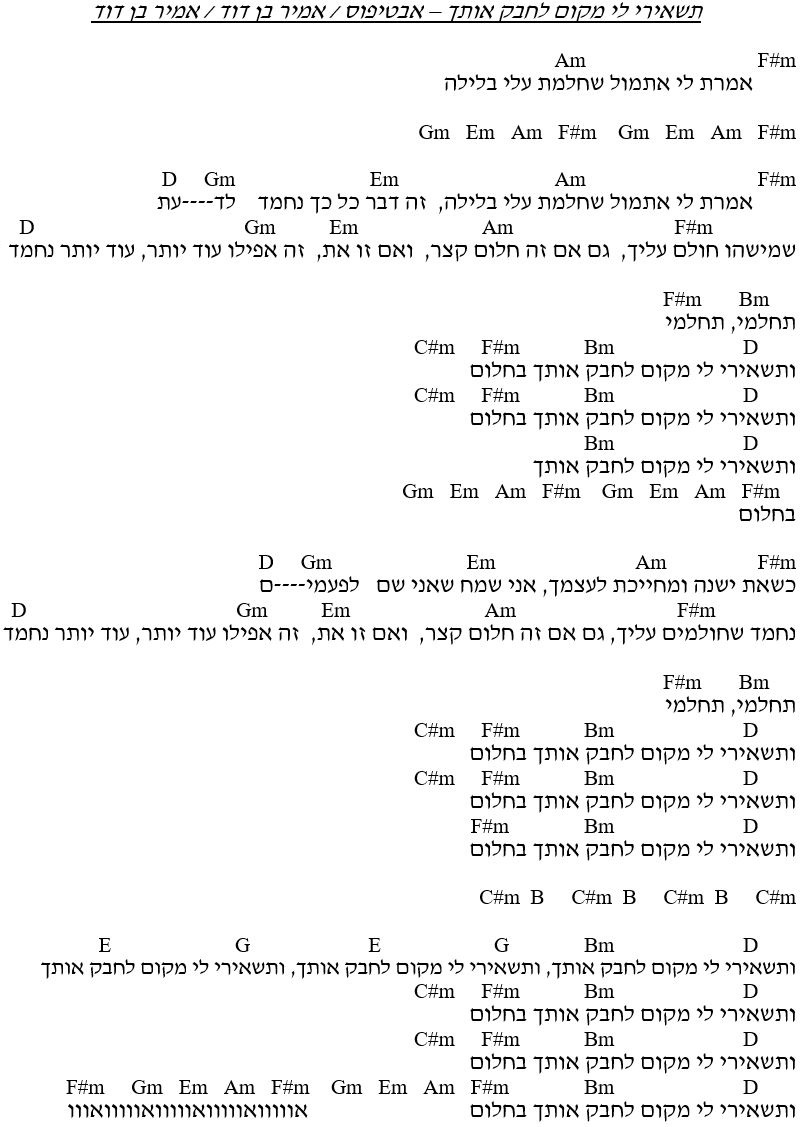 תשאירי לי מקום לחבק אותך – אבטיפוס / אמיר בן דוד / אמיר בן דוד
F#m Am
אמרת לי אתמול שחלמת עלי בלילה
F#m Am Em Gm F#m Am Em Gm
F#m Am Em Gm D
אמרת לי אתמול שחלמת עלי בלילה, זה דבר כל כך נחמד לד----עת
F#m Am Em Gm D
שמישהו חולם עליך, גם אם זה חלום קצר, ואם זו את, זה אפילו עוד יותר, עוד יותר נחמד
Bm F#m
תחלמי, תחלמי
D Bm F#m C#m
ותשאירי לי מקום לחבק אותך בחלום
D Bm F#m C#m
ותשאירי לי מקום לחבק אותך בחלום
D Bm
ותשאירי לי מקום לחבק אותך
F#m Am Em Gm F#m Am Em Gm
בחלום
F#m Am Em Gm D
כשאת ישנה ומחייכת לעצמך, אני שמח שאני שם לפעמי----ם
F#m Am Em Gm D
נחמד שחולמים עליך, גם אם זה חלום קצר, ואם זו את, זה אפילו עוד יותר, עוד יותר נחמד
Bm F#m
תחלמי, תחלמי
D Bm F#m C#m
ותשאירי לי מקום לחבק אותך בחלום
D Bm F#m C#m
ותשאירי לי מקום לחבק אותך בחלום
D Bm F#m
ותשאירי לי מקום לחבק אותך בחלום
C#m B C#m B C#m B C#m
D Bm G E G E
ותשאירי לי מקום לחבק אותך, ותשאירי לי מקום לחבק אותך, ותשאירי לי מקום לחבק אותך
D Bm F#m C#m
ותשאירי לי מקום לחבק אותך בחלום
D Bm F#m C#m
ותשאירי לי מקום לחבק אותך בחלום
D Bm F#m Am Em Gm F#m Am Em Gm F#m
ותשאירי לי מקום לחבק אותך בחלום אווווואווווואווווואווווואווו